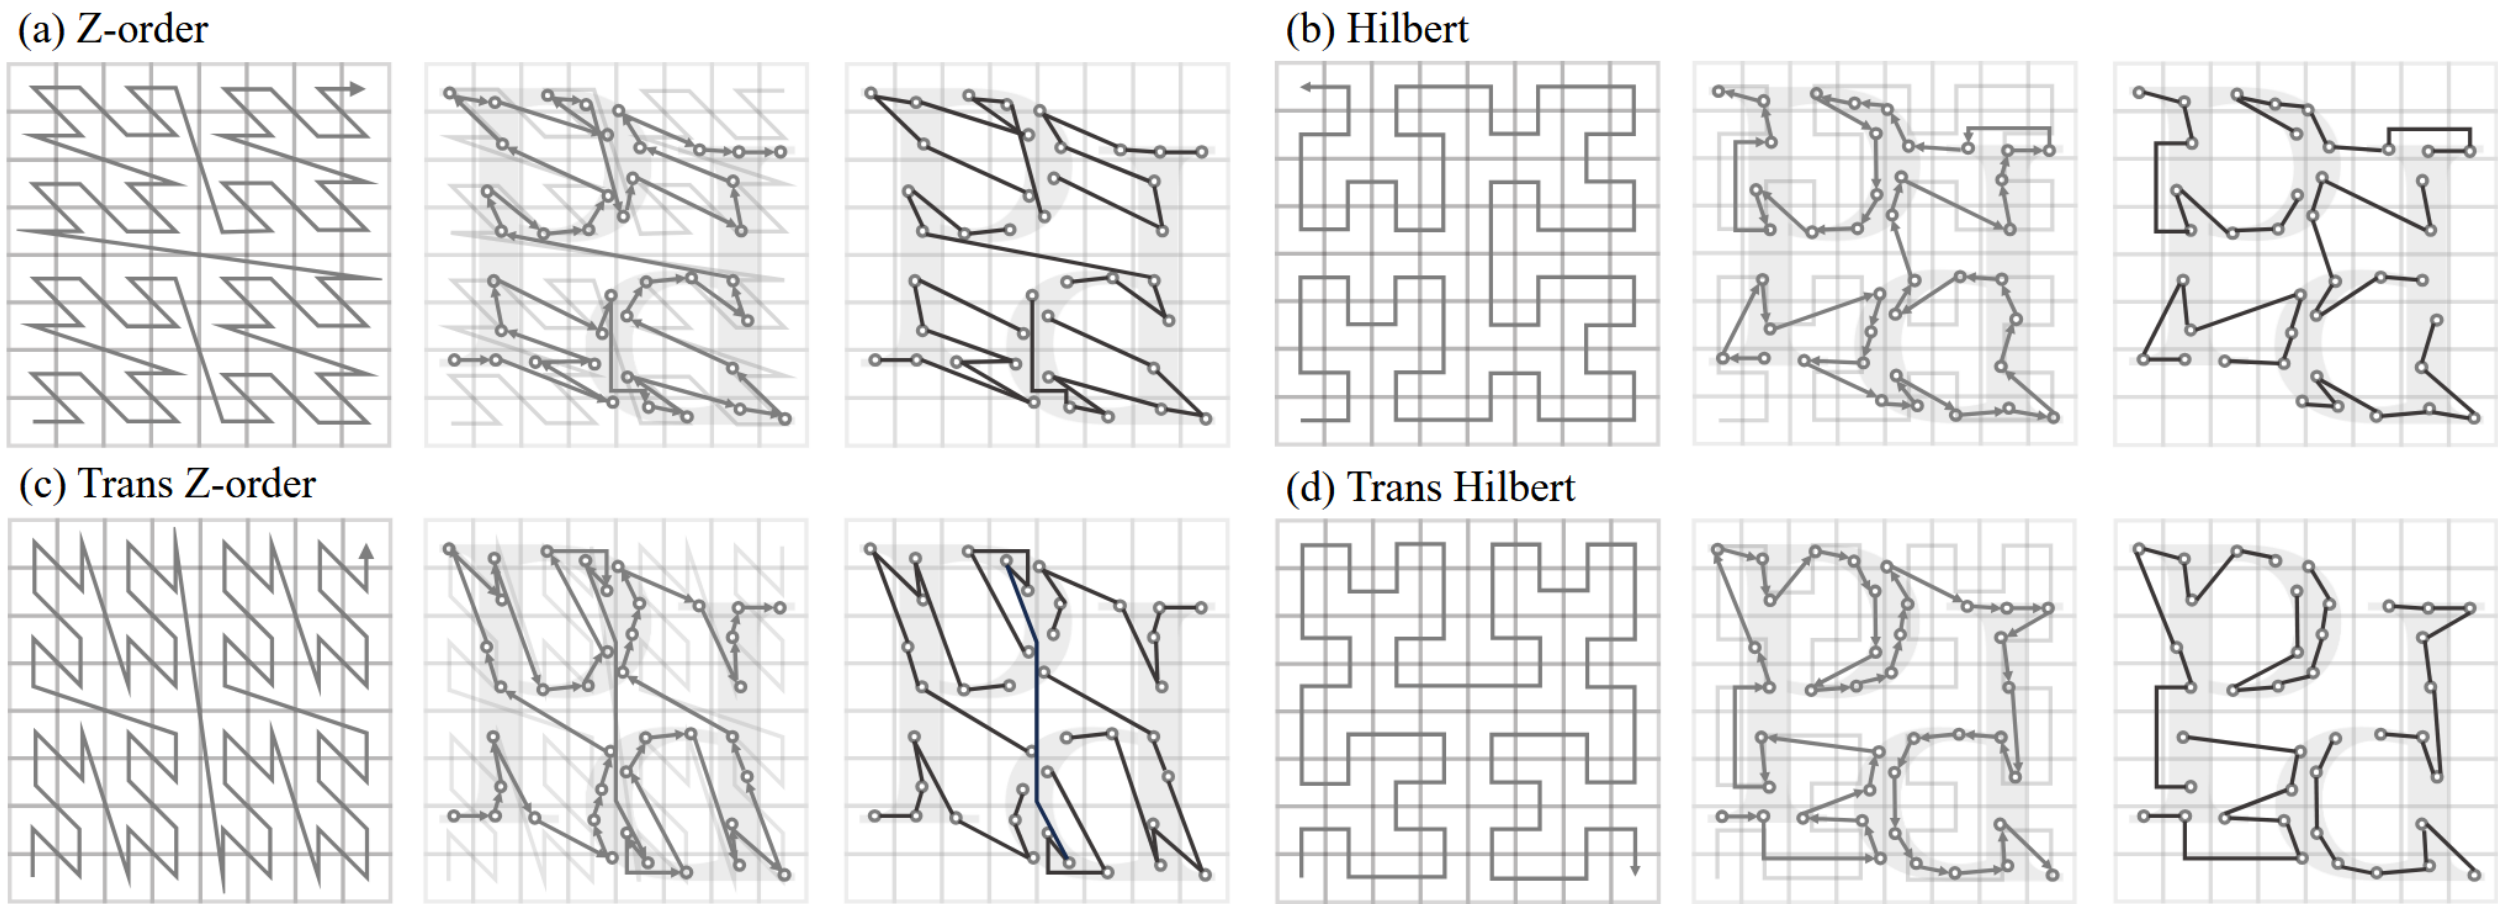 (a) Z-order
(b) Hilbert
(c) Trans Z-order
(d) Trans Hilbert